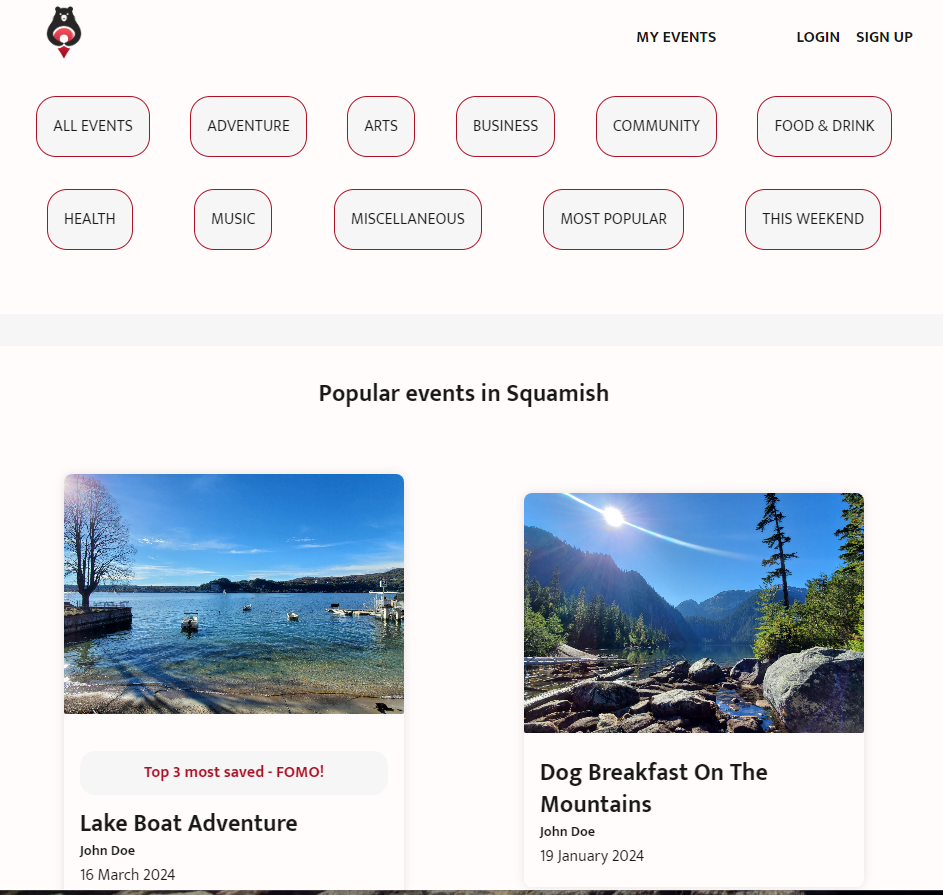 MY EVENTS LOGIN SIGN UP
ALL EVENTS ADVENTURE ARTS BUSINESS COMMUNITY FOOD & DRINK
HEALTH MUSIC MISCELLANEOUS MOST POPULAR THIS WEEKEND
Popular events in Squamish
Top 3 most saved - FOMO!
Lake Boat Adventure
John Doe
16 March 2024
Dog Breakfast On The
Mountains
John Doe
19 January 2024